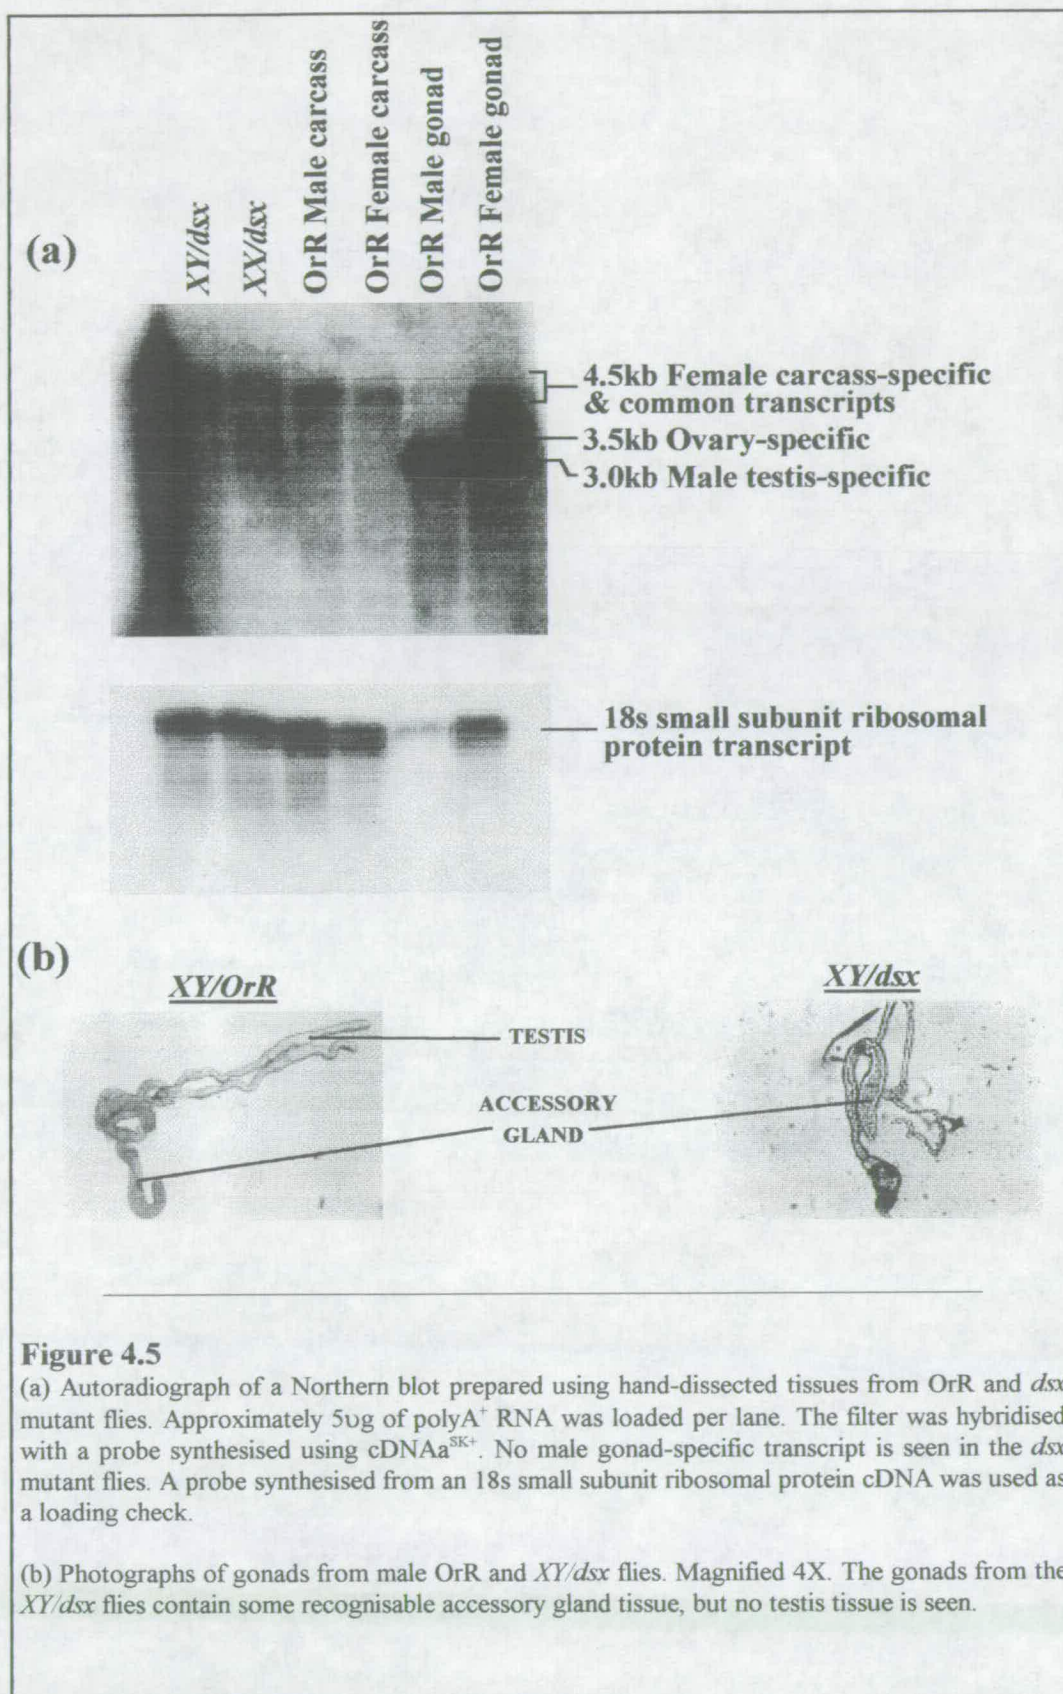 (a)
XY/dsx
XX/dsx
OrR Male carcass
OrR Female carcass
OrR Male gonad
OrR Female gonad
4.5kb Female carcass-specific
& common transcripts
3.5kb Ovary-specific
3.0kb Male testis-specific
18s small subunit ribosomal
protein transcript
(b)
XY/OrR
XY/dsx
TESTIS
ACCESSORY
GLAND
Figure 4.5
(a) Autoradiograph of a Northern blot prepared using hand-dissected tissues from OrR and dsx
mutant flies. Approximately 5υg of polyA⁺ RNA was loaded per lane. The filter was hybridised
with a probe synthesised using cDNAaˢᴷ⁺. No male gonad-specific transcript is seen in the dsx
mutant flies. A probe synthesised from an 18s small subunit ribosomal protein cDNA was used as
a loading check.
(b) Photographs of gonads from male OrR and XY/dsx flies. Magnified 4X. The gonads from the
XY/dsx flies contain some recognisable accessory gland tissue, but no testis tissue is seen.